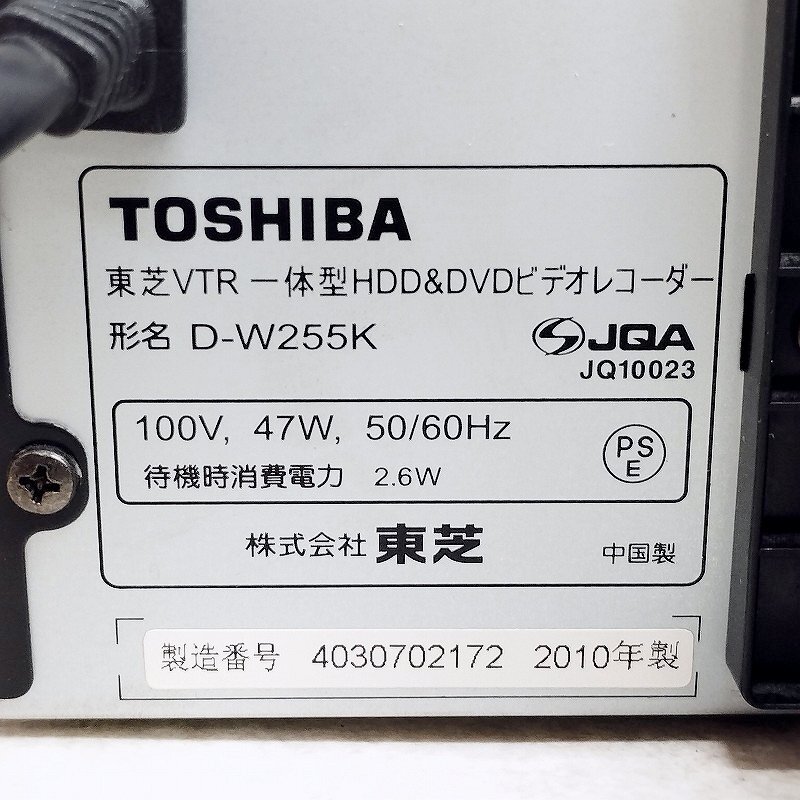 TOSHIBA
東芝VTR 一体型HDD&DVDビデオレコーダー
形名 D-W255K
JQA
JQ10023
100V, 47W, 50/60Hz
待機時消費電力 2.6W
PS
E
株式会社 東芝
中国製
製造番号 4030702172 2010年製